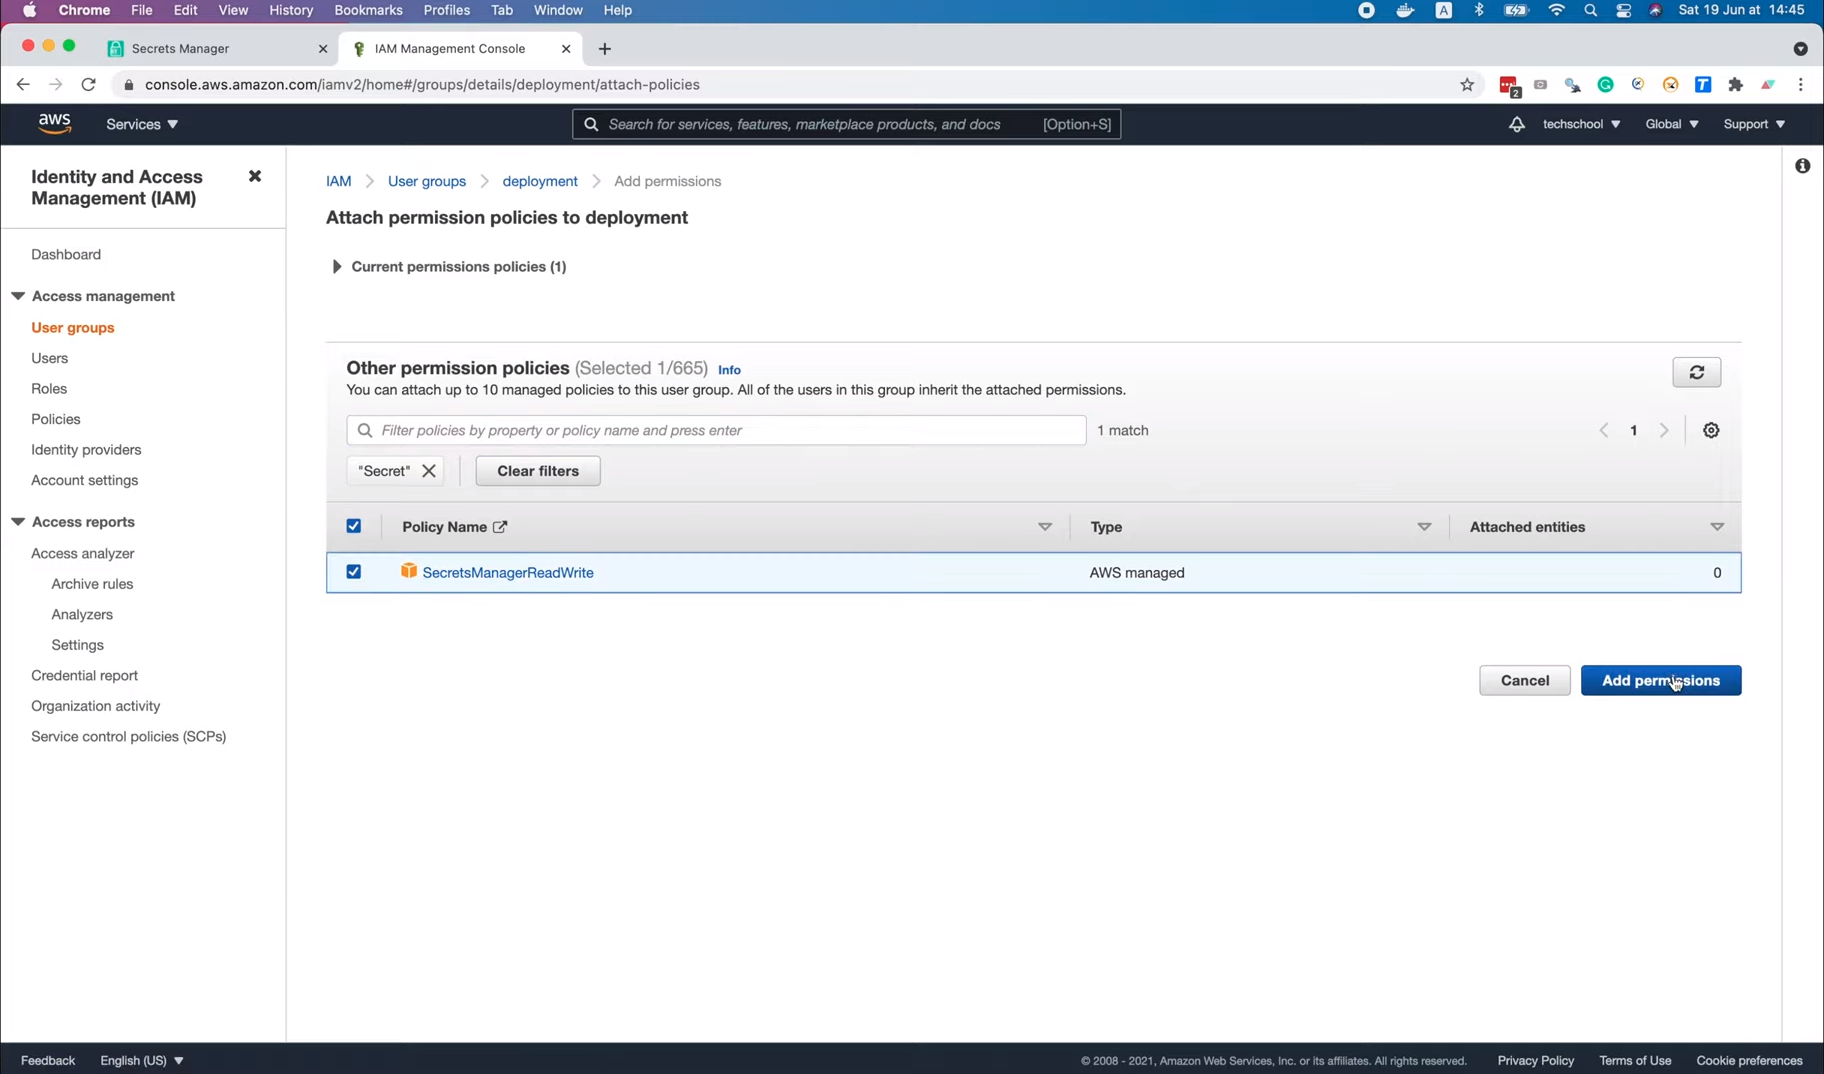 Chrome File Edit View History Bookmarks Profiles Tab Window Help A Sat 19 Jun at 14:45
Secrets Manager IAM Management Console
console.aws.amazon.com/iamv2/home#/groups/details/deployment/attach-policies 2 T
aws Services Search for services, features, marketplace products, and docs [Option+S] techschool Global Support
Identity and Access
Management (IAM)
Dashboard
Access management
User groups
Users
Roles
Policies
Identity providers
Account settings
Access reports
Access analyzer
Archive rules
Analyzers
Settings
Credential report
Organization activity
Service control policies (SCPs)
IAM User groups deployment Add permissions
Attach permission policies to deployment
Current permissions policies (1)
Other permission policies (Selected 1/665) Info
You can attach up to 10 managed policies to this user group. All of the users in this group inherit the attached permissions.
Filter policies by property or policy name and press enter 1 match 1
"Secret" Clear filters
Policy Name Type Attached entities
SecretsManagerReadWrite AWS managed 0
Cancel Add permissions
Feedback English (US) © 2008 - 2021, Amazon Web Services, Inc. or its affiliates. All rights reserved. Privacy Policy Terms of Use Cookie preferences